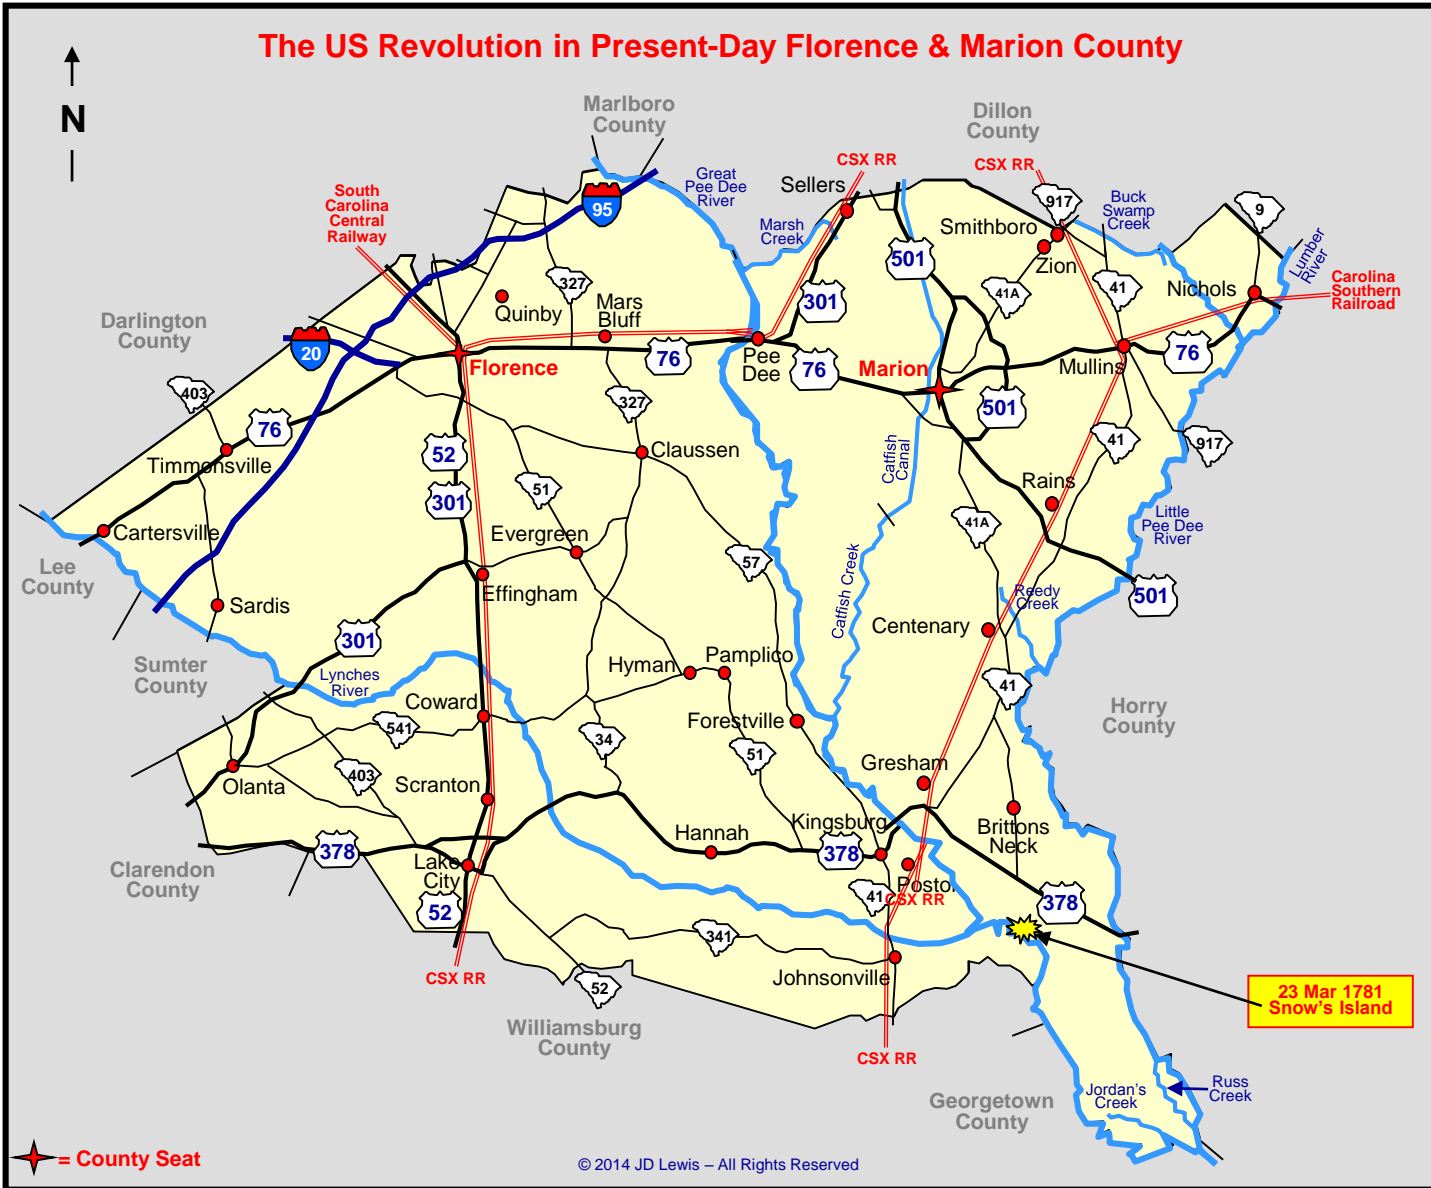 The US Revolution in Present-Day Florence & Marion County
N
Marlboro
County
Dillon
County
CSX RR
CSX RR
Great
Pee Dee
River
Sellers
917
Buck
Swamp
Creek
9
South
Carolina
Central
Railway
95
Marsh
Creek
Smithboro
Zion
501
Lumber
River
327
41A
41
Nichols
Carolina
Southern
Railroad
Quinby
Mars
Bluff
301
Darlington
County
20
Florence
76
Pee
Dee
76
Marion
Mullins
76
403
76
327
501
Timmonsville
52
Claussen
Catfish
Canal
41
917
301
51
Rains
Cartersville
Evergreen
41A
Little
Pee Dee
River
Lee
County
57
Effingham
Catfish Creek
Reedy
Creek
501
Sardis
Centenary
301
Sumter
County
Lynches
River
Hyman
Pamplico
41
Horry
County
Coward
Forestville
541
34
51
403
Olanta
Scranton
Gresham
Kingsburg
Hannah
Brittons
Neck
378
Lake
City
378
Clarendon
County
Poston
41
CSX RR
378
52
341
CSX RR
Johnsonville
52
23 Mar 1781
Snow's Island
Williamsburg
County
CSX RR
Georgetown
County
Jordan's
Creek
Russ
Creek
= County Seat
© 2014 JD Lewis – All Rights Reserved